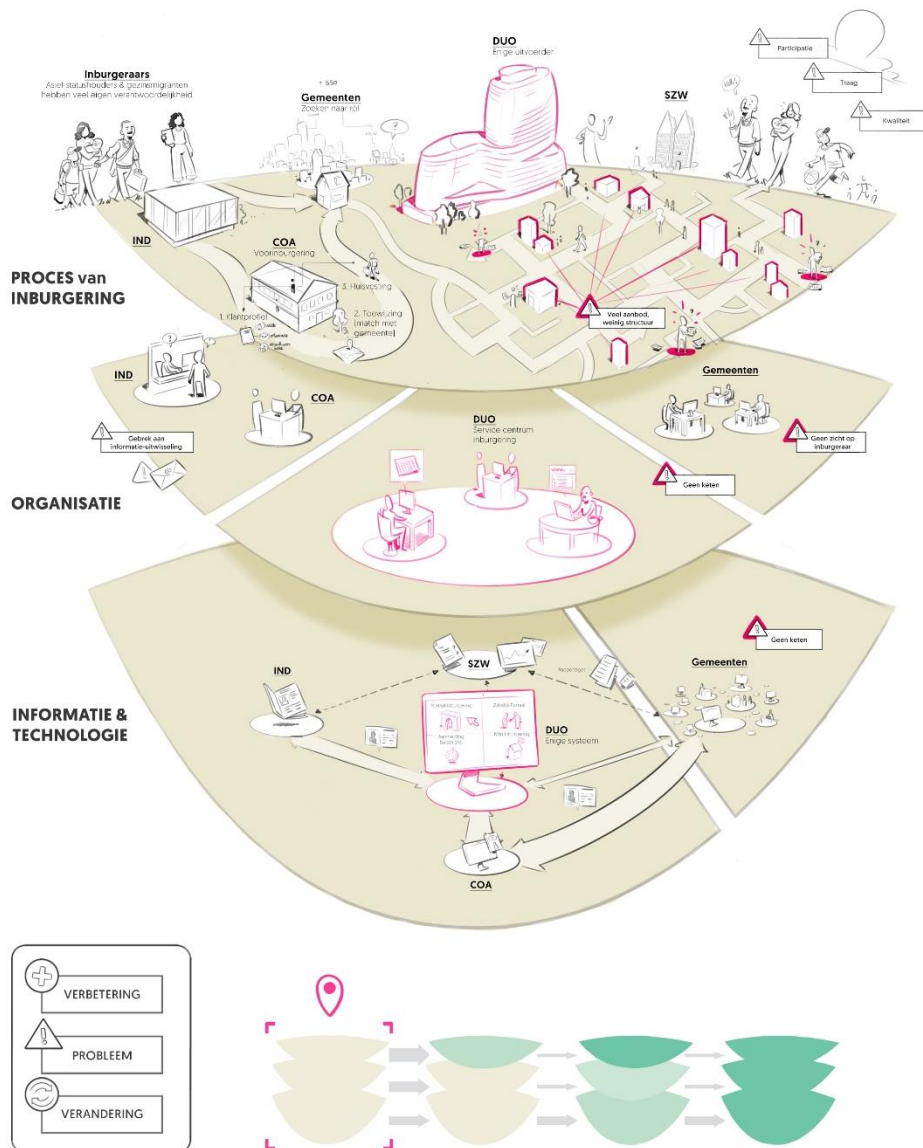 DUO
Enige uitvoerder
Inburgeraars
Asiel-statushouders & gezinsmigranten
hebben veel eigen verantwoordelijkheid
Gemeenten
Zoeken naar rol
SZW
Participatie
Traag
Kwaliteit
IND
COA
Voorinburgering
PROCES van
INBURGERING
1. Klantprofiel
3. Huisvesting
2. Toewijzing
(match met
gemeente)
Veel aanbod,
weinig structuur
IND
COA
Gebrek aan
informatie-uitwisseling
DUO
Service centrum
inburgering
Gemeenten
Geen zicht op
inburgeraar
Geen keten
ORGANISATIE
Geen keten
IND
SZW
Gemeenten
INFORMATIE &
TECHNOLOGIE
DUO
Enige systeem
COA
VERBETERING
PROBLEEM
VERANDERING